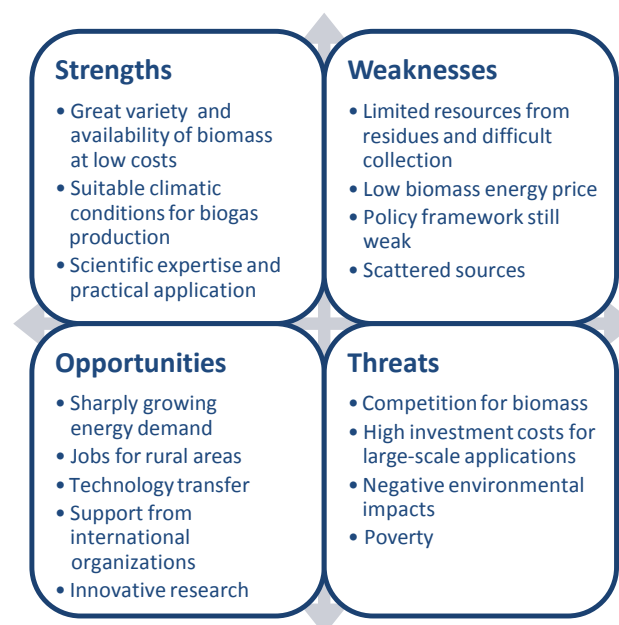 Strengths
• Great variety and
availability of biomass
at low costs
• Suitable climatic
conditions for biogas
production
• Scientific expertise and
practical application
Weaknesses
• Limited resources from
residues and difficult
collection
• Low biomass energy price
• Policy framework still
weak
• Scattered sources
Opportunities
• Sharply growing
energy demand
• Jobs for rural areas
• Technology transfer
• Support from
international
organizations
• Innovative research
Threats
• Competition for biomass
• High investment costs for
large-scale applications
• Negative environmental
impacts
• Poverty